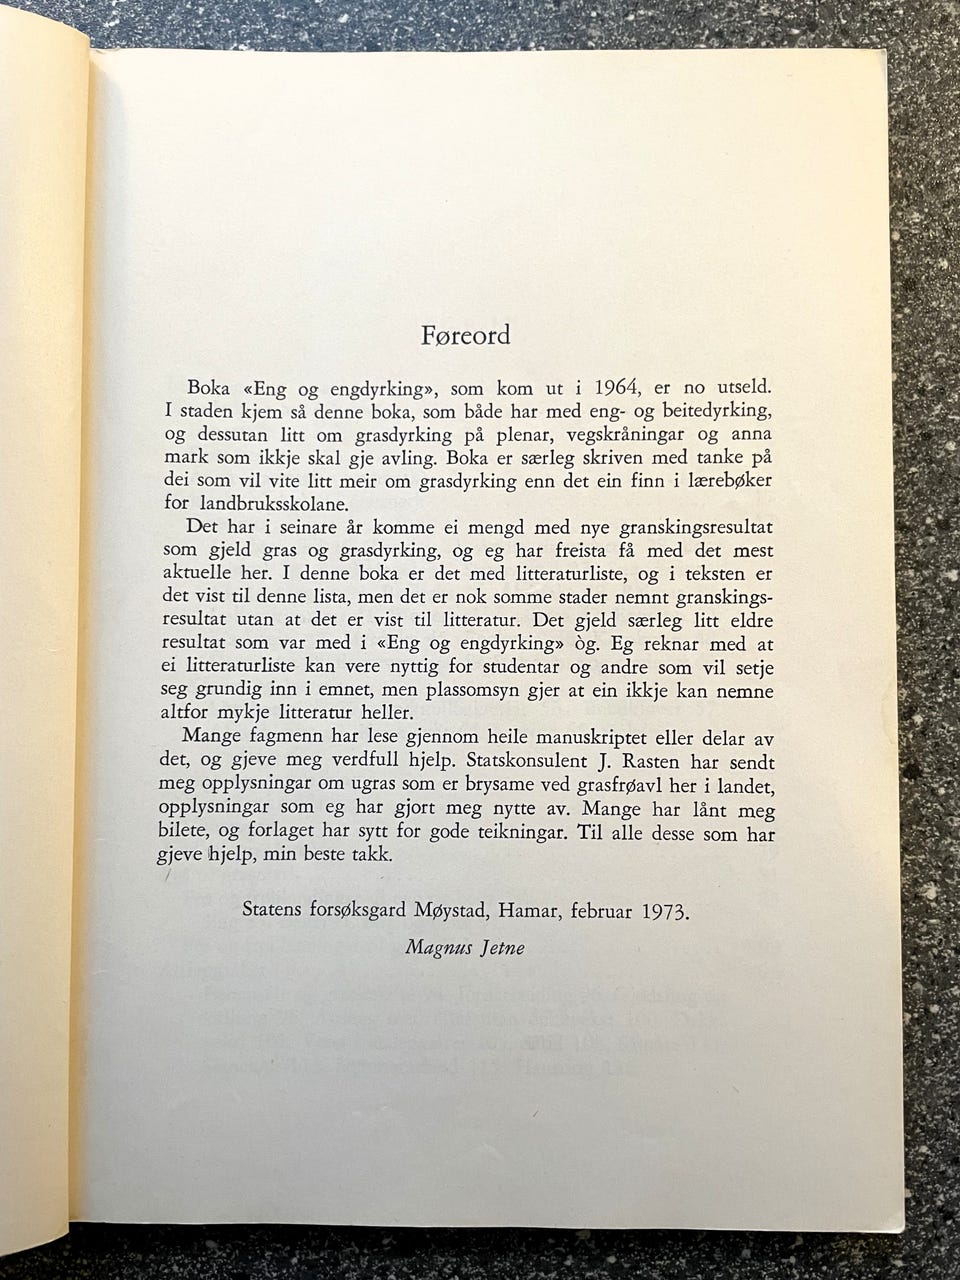 Føreord
Boka «Eng og engdyrking», som kom ut i 1964, er no utseld.
I staden kjem så denne boka, som både har med eng- og beitedyrking,
og dessutan litt om grasdyrking på plenar, vegskråningar og anna
mark som ikkje skal gje avling. Boka er særleg skriven med tanke på
dei som vil vite litt meir om grasdyrking enn det ein finn i lærebøker
for landbruksskolane.
Det har i seinare år komme ei mengd med nye granskingsresultat
som gjeld gras og grasdyrking, og eg har freista få med det mest
aktuelle her. I denne boka er det med litteraturliste, og i teksten er
det vist til denne lista, men det er nok somme stader nemnt granskings-
resultat utan at det er vist til litteratur. Det gjeld særleg litt eldre
resultat som var med i «Eng og engdyrking» òg. Eg reknar med at
ei litteraturliste kan vere nyttig for studentar og andre som vil setje
seg grundig inn i emnet, men plassomsyn gjer at ein ikkje kan nemne
altfor mykje litteratur heller.
Mange fagmenn har lese gjennom heile manuskriptet eller delar av
det, og gjeve meg verdfull hjelp. Statskonsulent J. Rasten har sendt
meg opplysningar om ugras som er brysame ved grasfrøavl her i landet,
opplysningar som eg har gjort meg nytte av. Mange har lånt meg
bilete, og forlaget har sytt for gode teikningar. Til alle desse som har
gjeve hjelp, min beste takk.
Statens forsøksgard Møystad, Hamar, februar 1973.
Magnus Jetne